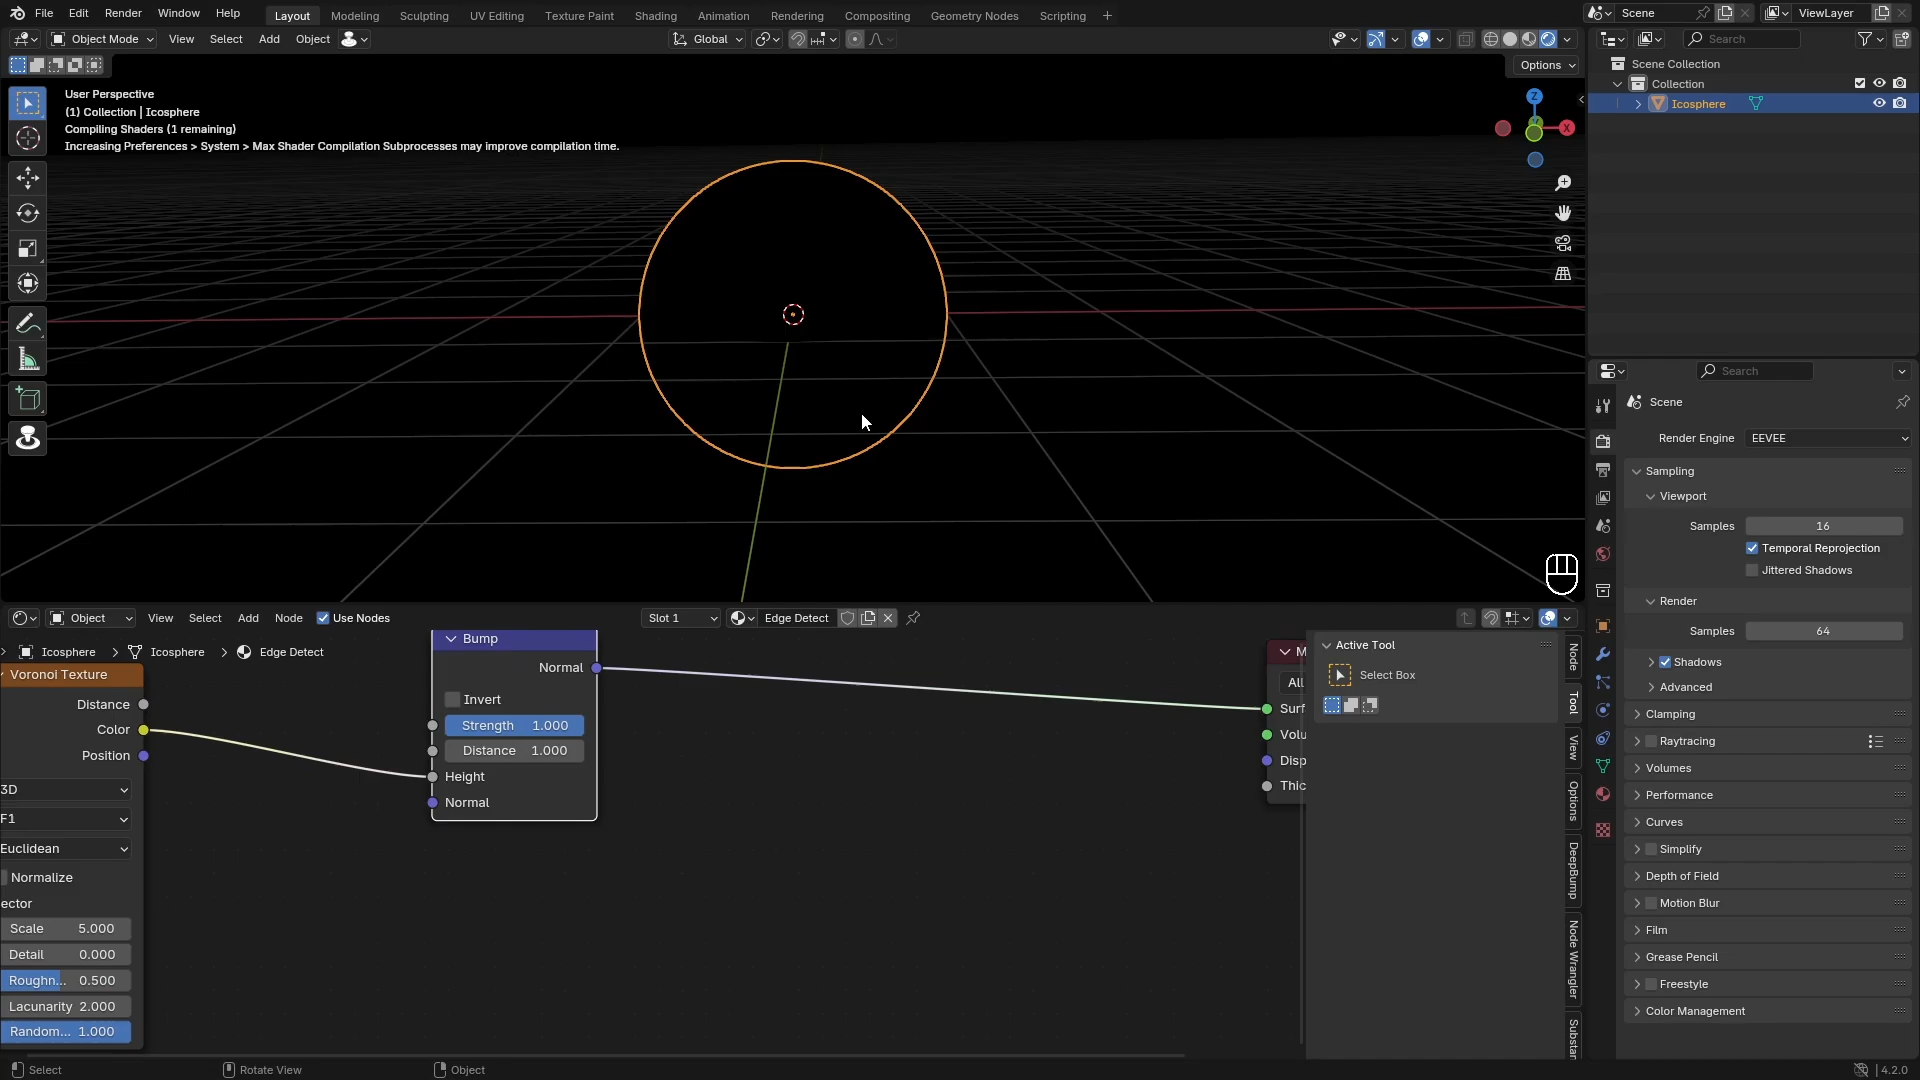 File Edit Render Window Help Layout Modeling Sculpting UV Editing Texture Paint Shading Animation Rendering Compositing Geometry Nodes Scripting + Scene ViewLayer
Object Mode View Select Add Object Global Search
Options
User Perspective
(1) Collection | Icosphere
Compiling Shaders (1 remaining)
Increasing Preferences > System > Max Shader Compilation Subprocesses may improve compilation time.
Z
X
Scene Collection
Collection
Icosphere
Search
Scene
Render Engine EEVEE
Sampling
Viewport
Samples 16
Temporal Reprojection
Jittered Shadows
Render
Samples 64
Shadows
Advanced
Clamping
Raytracing
Volumes
Performance
Curves
Simplify
Depth of Field
Motion Blur
Film
Grease Pencil
Freestyle
Color Management
Object View Select Add Node Use Nodes Slot 1 Edge Detect
Icosphere > Icosphere > Edge Detect
Voronoi Texture
Distance
Color
Position
3D
F1
Euclidean
Normalize
ector
Scale 5.000
Detail 0.000
Roughn... 0.500
Lacunarity 2.000
Random... 1.000
Bump
Normal
Invert
Strength 1.000
Distance 1.000
Height
Normal
M
All
Surf
Volu
Disp
Thic
Active Tool
Select Box
Node
Tool
View
Options
DeepBump
Node Wrangler
Substan
Select Rotate View Object 4.2.0